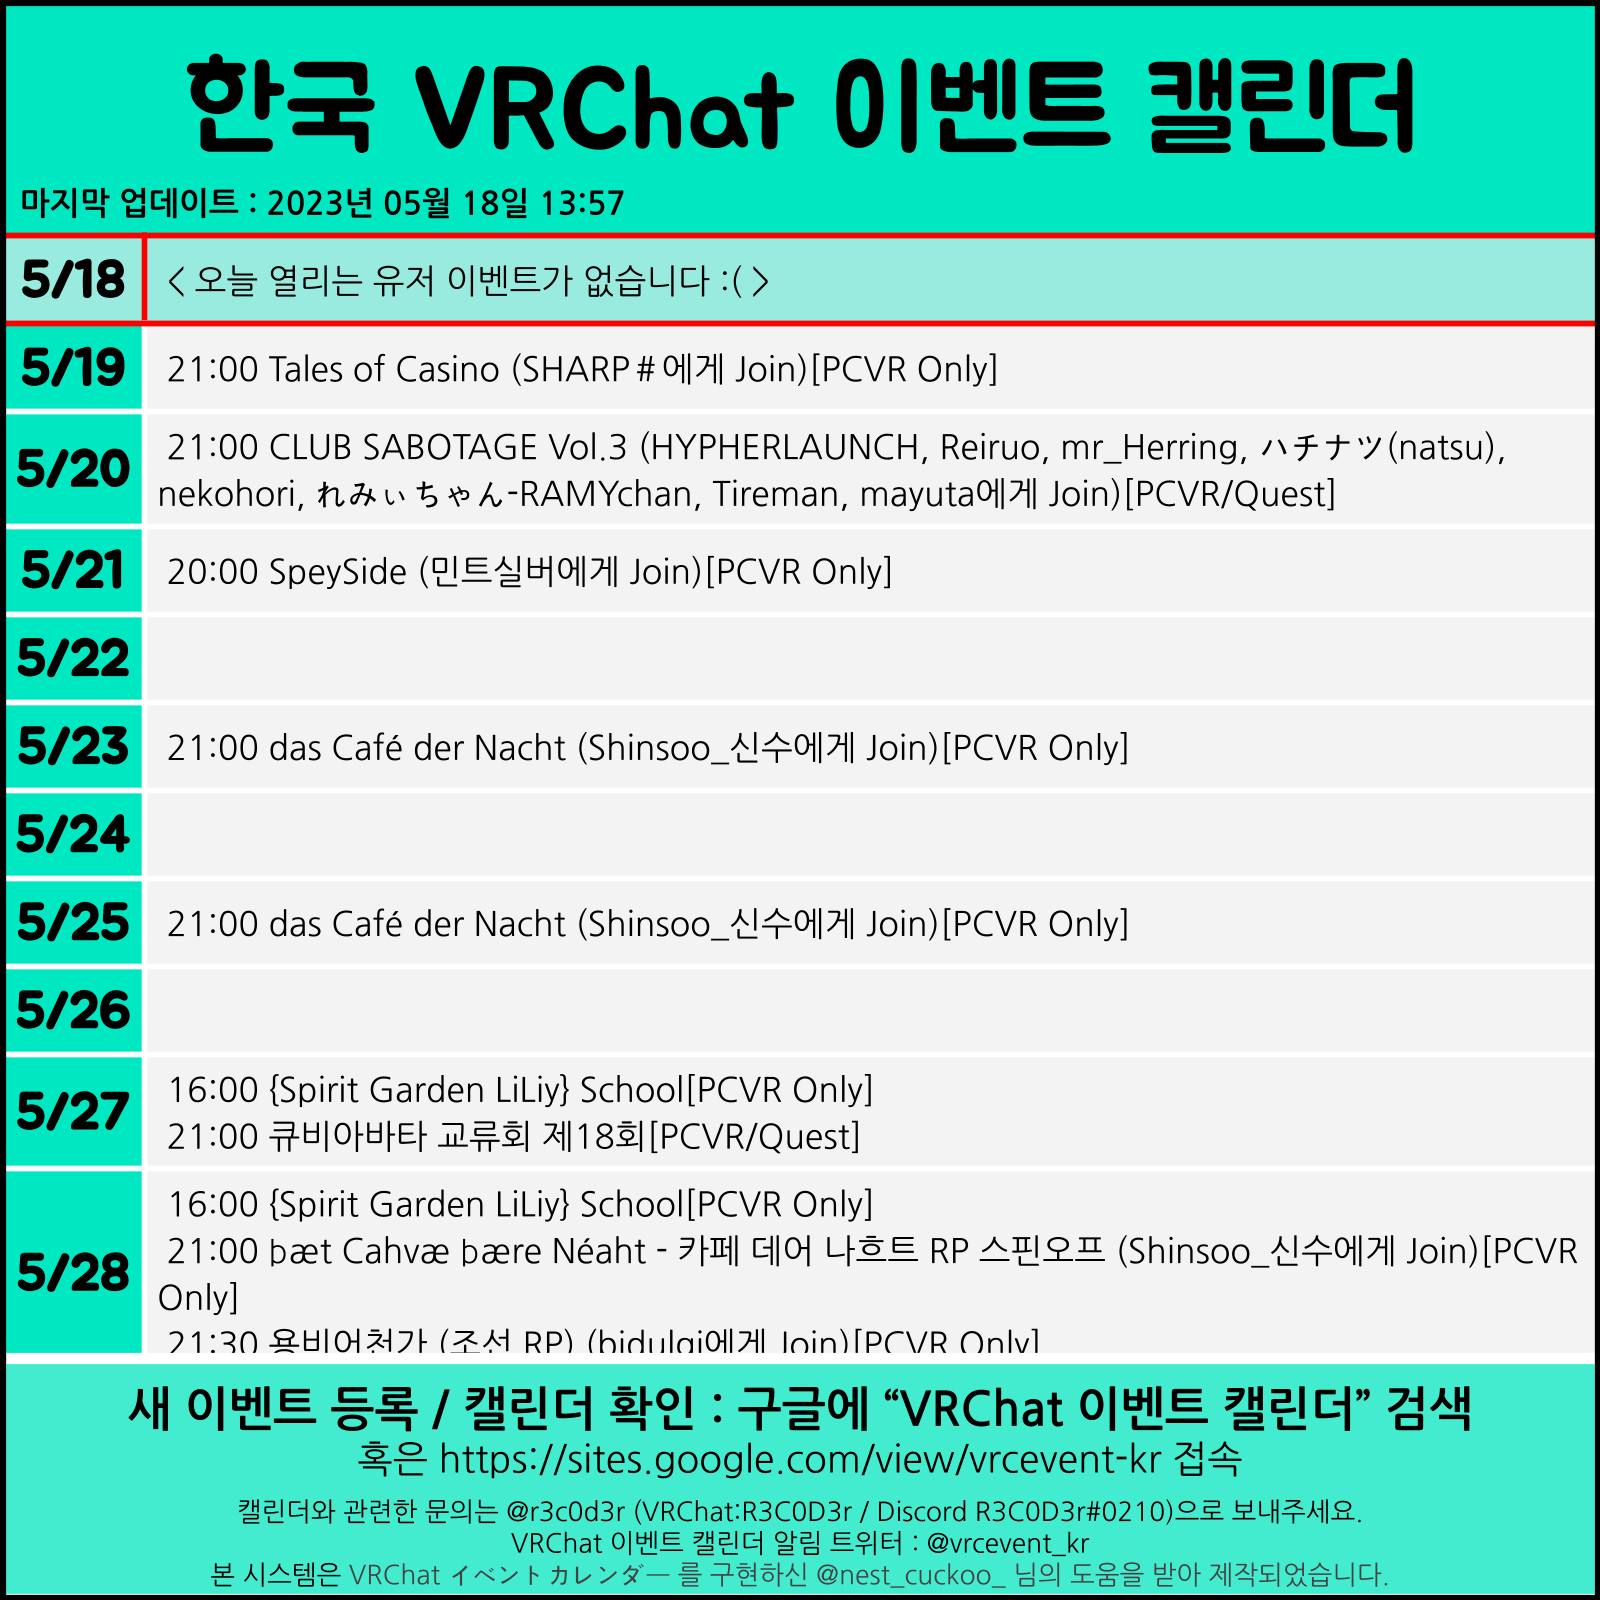 한국 VRChat 이벤트 캘린더
마지막 업데이트 : 2023년 05월 18일 13:57
5/18
< 오늘 열리는 유저 이벤트가 없습니다 :( >
5/19
21:00 Tales of Casino (SHARP＃에게 Join)[PCVR Only]
5/20
21:00 CLUB SABOTAGE Vol.3 (HYPHERLAUNCH, Reiruo, mr_Herring, ハチナツ(natsu),
nekohori, れみぃちゃん-RAMYchan, Tireman, mayuta에게 Join)[PCVR/Quest]
5/21
20:00 SpeySide (민트실버에게 Join)[PCVR Only]
5/22
5/23
21:00 das Café der Nacht (Shinsoo_신수에게 Join)[PCVR Only]
5/24
5/25
21:00 das Café der Nacht (Shinsoo_신수에게 Join)[PCVR Only]
5/26
5/27
16:00 {Spirit Garden LiLiy} School[PCVR Only]
21:00 큐비아바타 교류회 제18회[PCVR/Quest]
5/28
16:00 {Spirit Garden LiLiy} School[PCVR Only]
21:00 þæt Cahvæ þære Néaht - 카페 데어 나흐트 RP 스핀오프 (Shinsoo_신수에게 Join)[PCVR
Only]
21:30 용비어천가 (조선 RP) (bidulgi에게 Join)[PCVR Only]
새 이벤트 등록 / 캘린더 확인 : 구글에 “VRChat 이벤트 캘린더” 검색
혹은 https://sites.google.com/view/vrcevent-kr 접속
캘린더와 관련한 문의는 @r3c0d3r (VRChat:R3C0D3r / Discord R3C0D3r#0210)으로 보내주세요.
VRChat 이벤트 캘린더 알림 트위터 : @vrcevent_kr
본 시스템은 VRChat イベントカレンダー 를 구현하신 @nest_cuckoo_ 님의 도움을 받아 제작되었습니다.